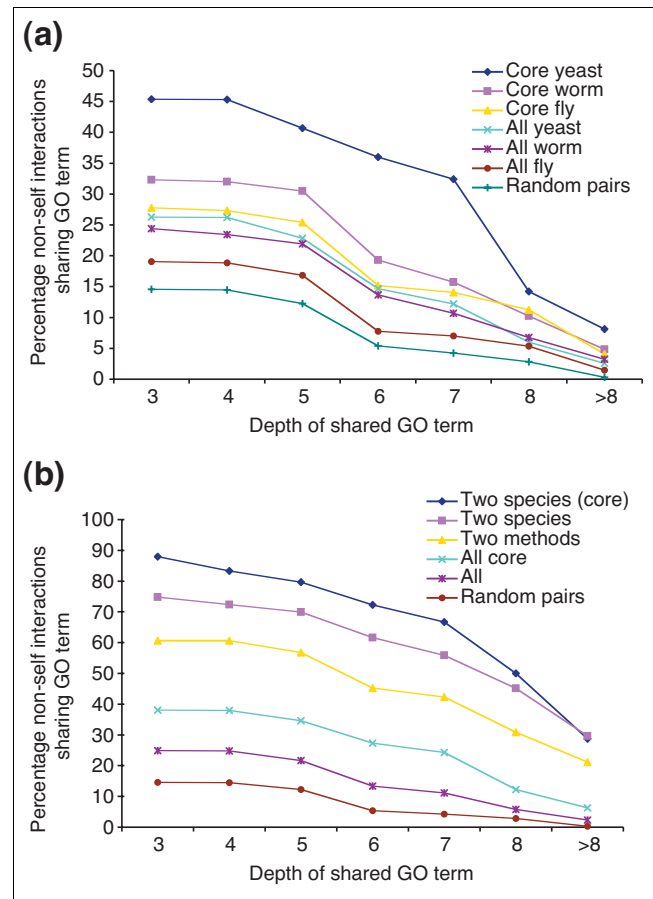 (a)
50
45
40
35
30
25
20
15
10
5
0
Percentage non-self interactions
sharing GO term
Core yeast
Core worm
Core fly
All yeast
All worm
All fly
Random pairs
3 4 5 6 7 8 >8
Depth of shared GO term
(b)
100
90
80
70
60
50
40
30
20
10
0
Percentage non-self interactions
sharing GO term
Two species (core)
Two species
Two methods
All core
All
Random pairs
3 4 5 6 7 8 >8
Depth of shared GO term